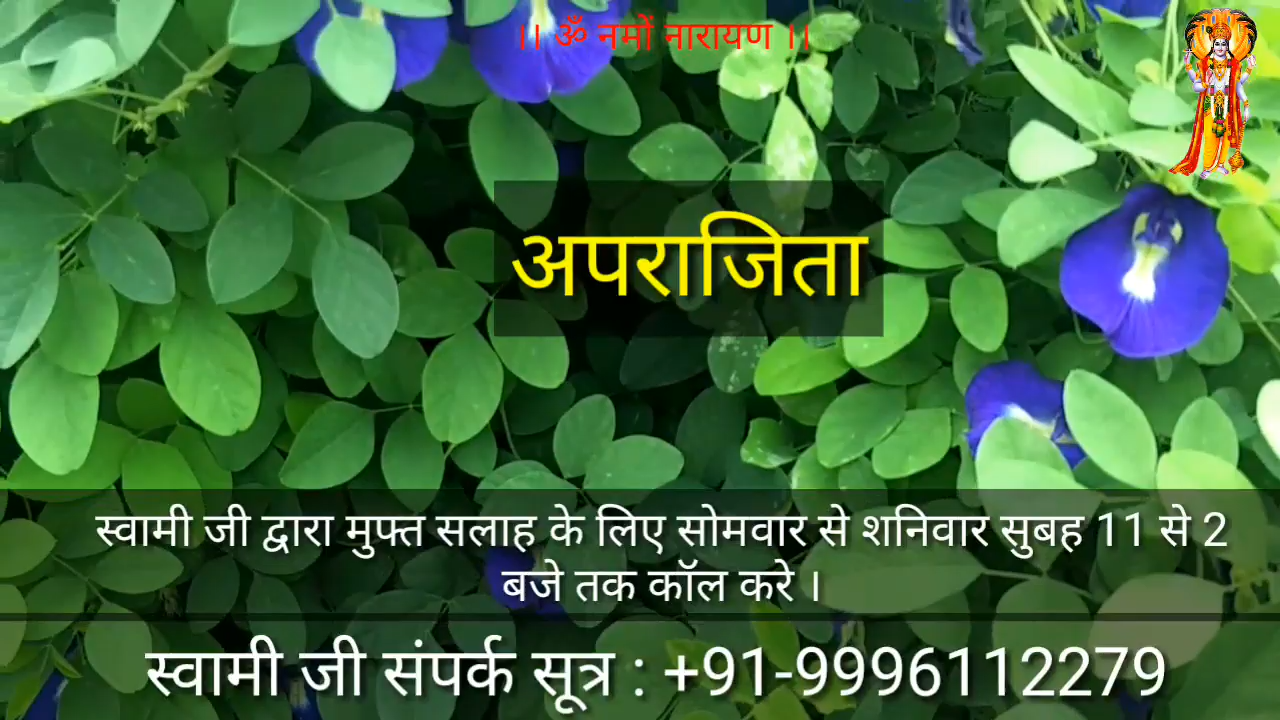 ।। ॐ नमों नारायण ।।
अपराजिता
स्वामी जी द्वारा मुफ्त सलाह के लिए सोमवार से शनिवार सुबह 11 से 2
बजे तक कॉल करे ।
स्वामी जी संपर्क सूत्र : +91-9996112279